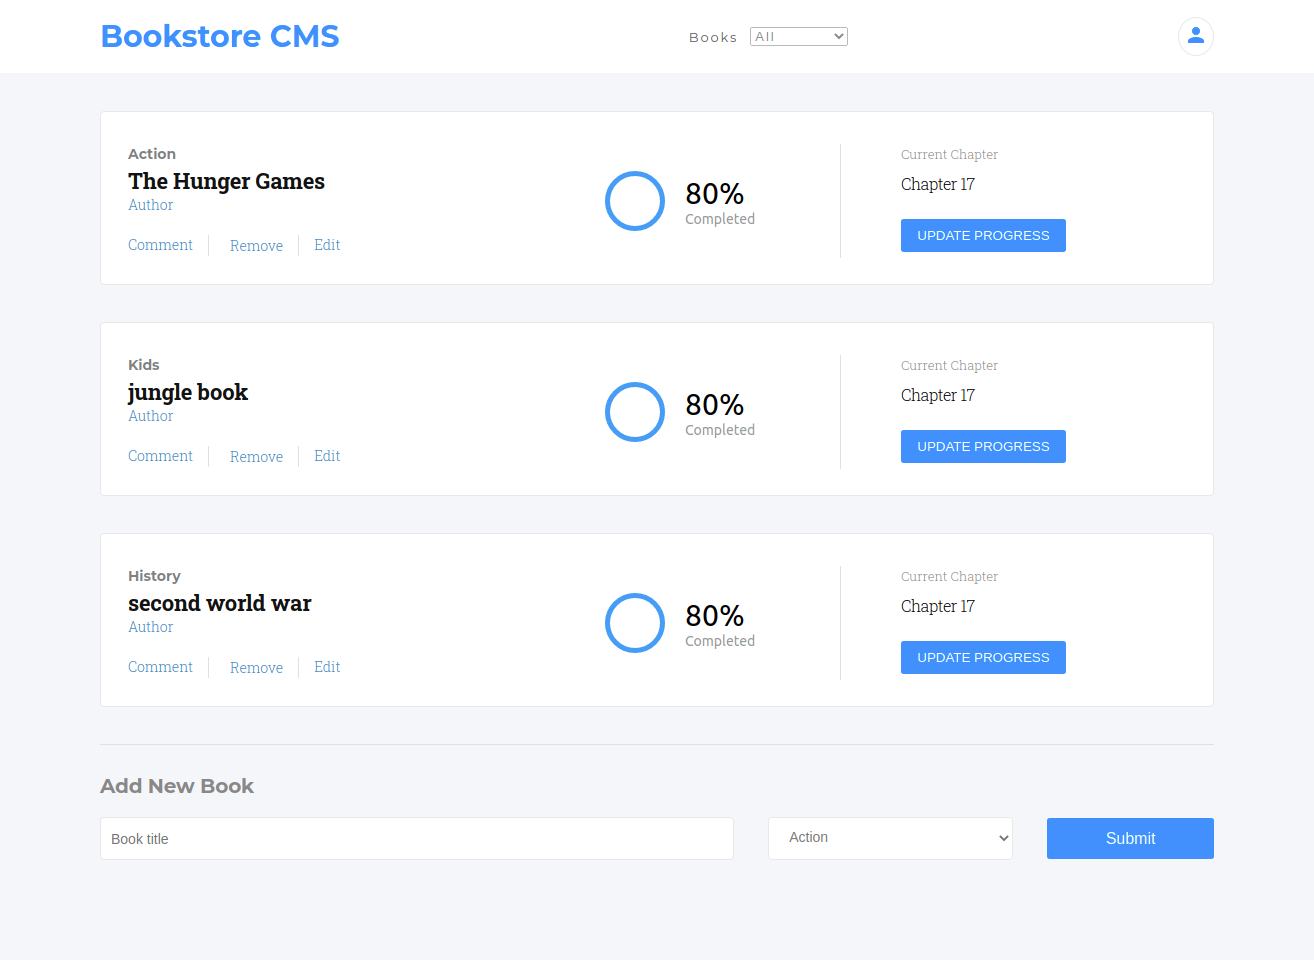 Bookstore CMS
Books All
Action
The Hunger Games
Author
Comment Remove Edit
80%
Completed
Current Chapter
Chapter 17
UPDATE PROGRESS
Kids
jungle book
Author
Comment Remove Edit
80%
Completed
Current Chapter
Chapter 17
UPDATE PROGRESS
History
second world war
Author
Comment Remove Edit
80%
Completed
Current Chapter
Chapter 17
UPDATE PROGRESS
Add New Book
Book title Action Submit